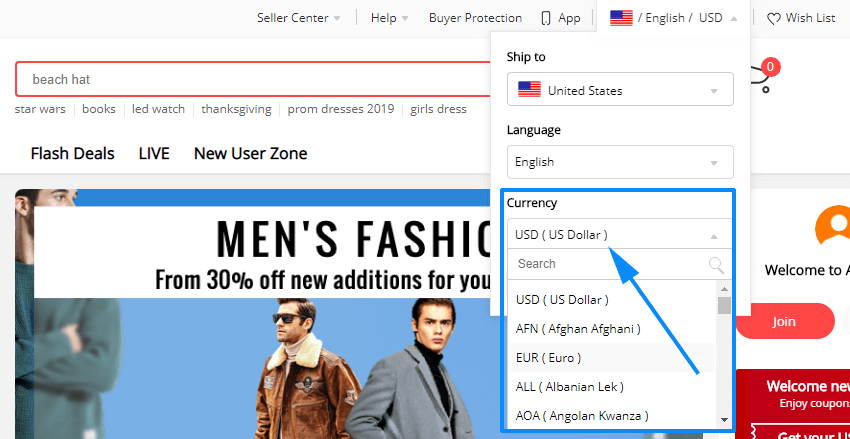 Seller Center Help Buyer Protection App / English / USD Wish List
Ship to
0
beach hat
United States
star wars books led watch thanksgiving prom dresses 2019 girls dress
Language
Flash Deals LIVE New User Zone
English
Currency
USD ( US Dollar )
MEN'S FASHI
Search
From 30% off new additions for you
Welcome to A
USD ( US Dollar )
Join
AFN ( Afghan Afghani )
EUR ( Euro )
ALL ( Albanian Lek )
Welcome new
Enjoy coupons
AOA ( Angolan Kwanza )
Get your US